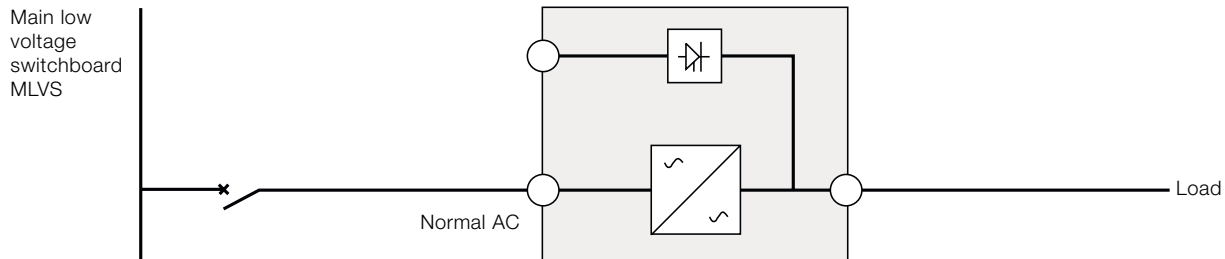 Main low
voltage
switchboard
MLVS
Load
Normal AC